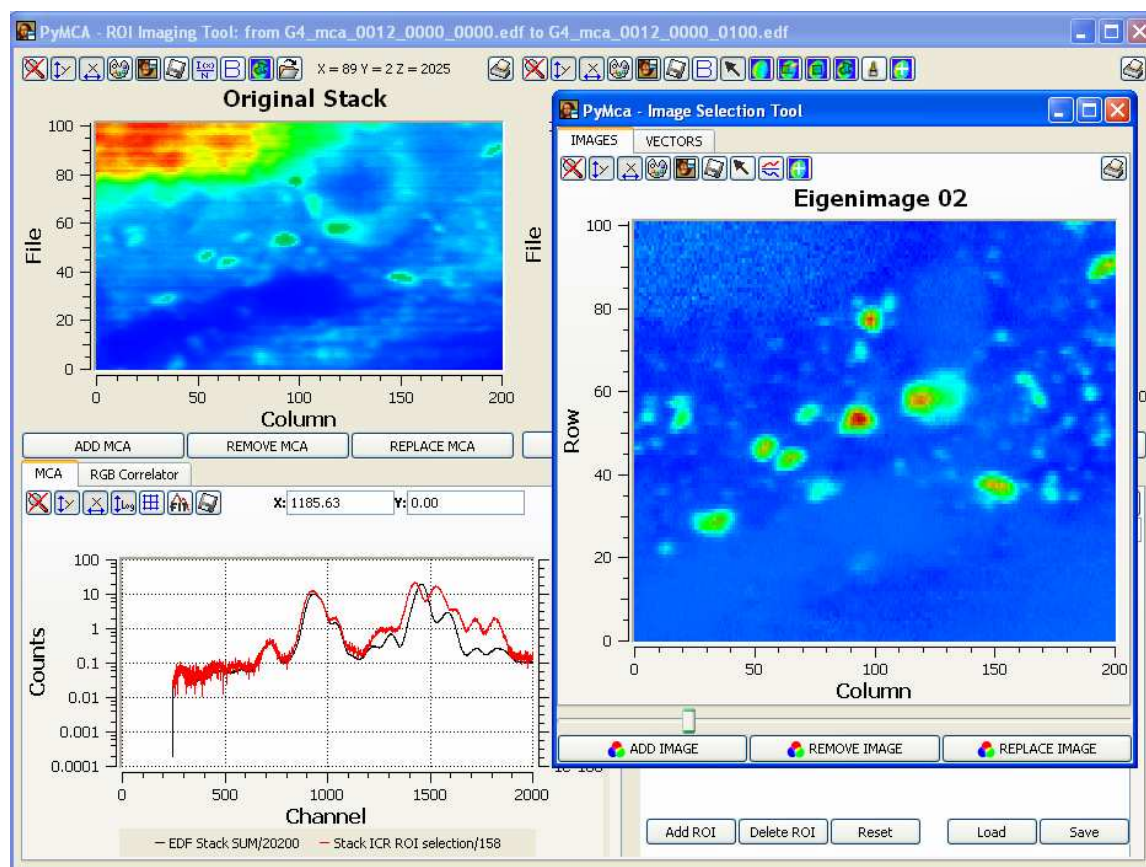 PyMCA - ROI Imaging Tool: from G4_mca_0012_0000_0000.edf to G4_mca_0012_0000_0100.edf
X = 89 Y = 2 Z = 2025
Original Stack
100
80
60
40
20
0
File
0 50 100 150 200
Column
File
ADD MCA REMOVE MCA REPLACE MCA
MCA RGB Correlator
X: 1185.63 Y: 0.00
100
10
1
0.1
0.01
0.001
0.0001
Counts
0 500 1000 1500 2000
Channel
EDF Stack SUM/20200 Stack ICR ROI selection/158
PyMca - Image Selection Tool
IMAGES VECTORS
Eigenimage 02
100
80
60
40
20
0
Row
0 50 100 150 200
Column
ADD IMAGE REMOVE IMAGE REPLACE IMAGE
Add ROI Delete ROI Reset Load Save